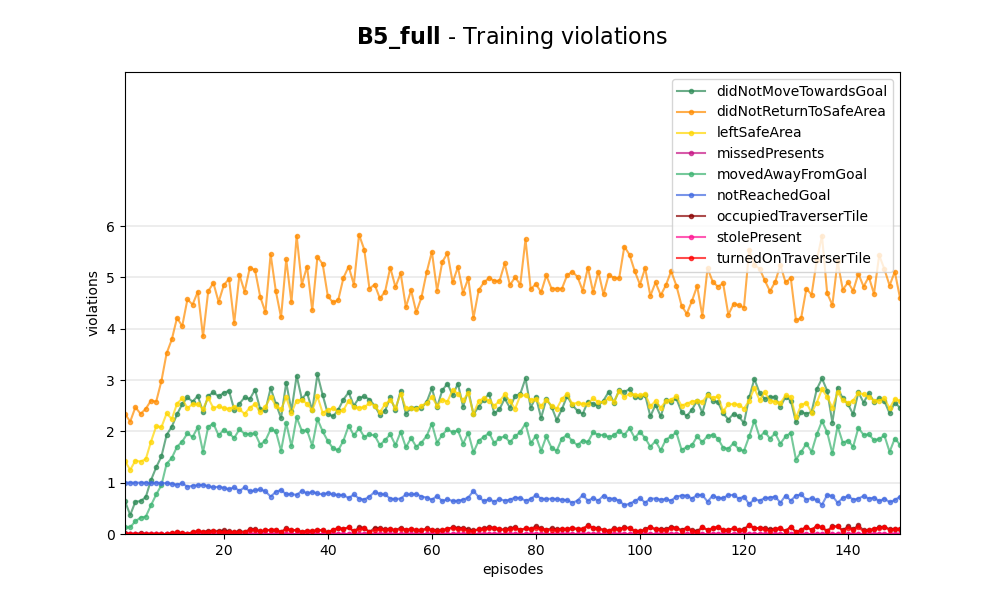 B5_full - Training violations
didNotMoveTowardsGoal
didNotReturnToSafeArea
leftSafeArea
missedPresents
movedAwayFromGoal
notReachedGoal
occupiedTraverserTile
stolePresent
turnedOnTraverserTile
violations
6
5
4
3
2
1
0
20 40 60 80 100 120 140
episodes